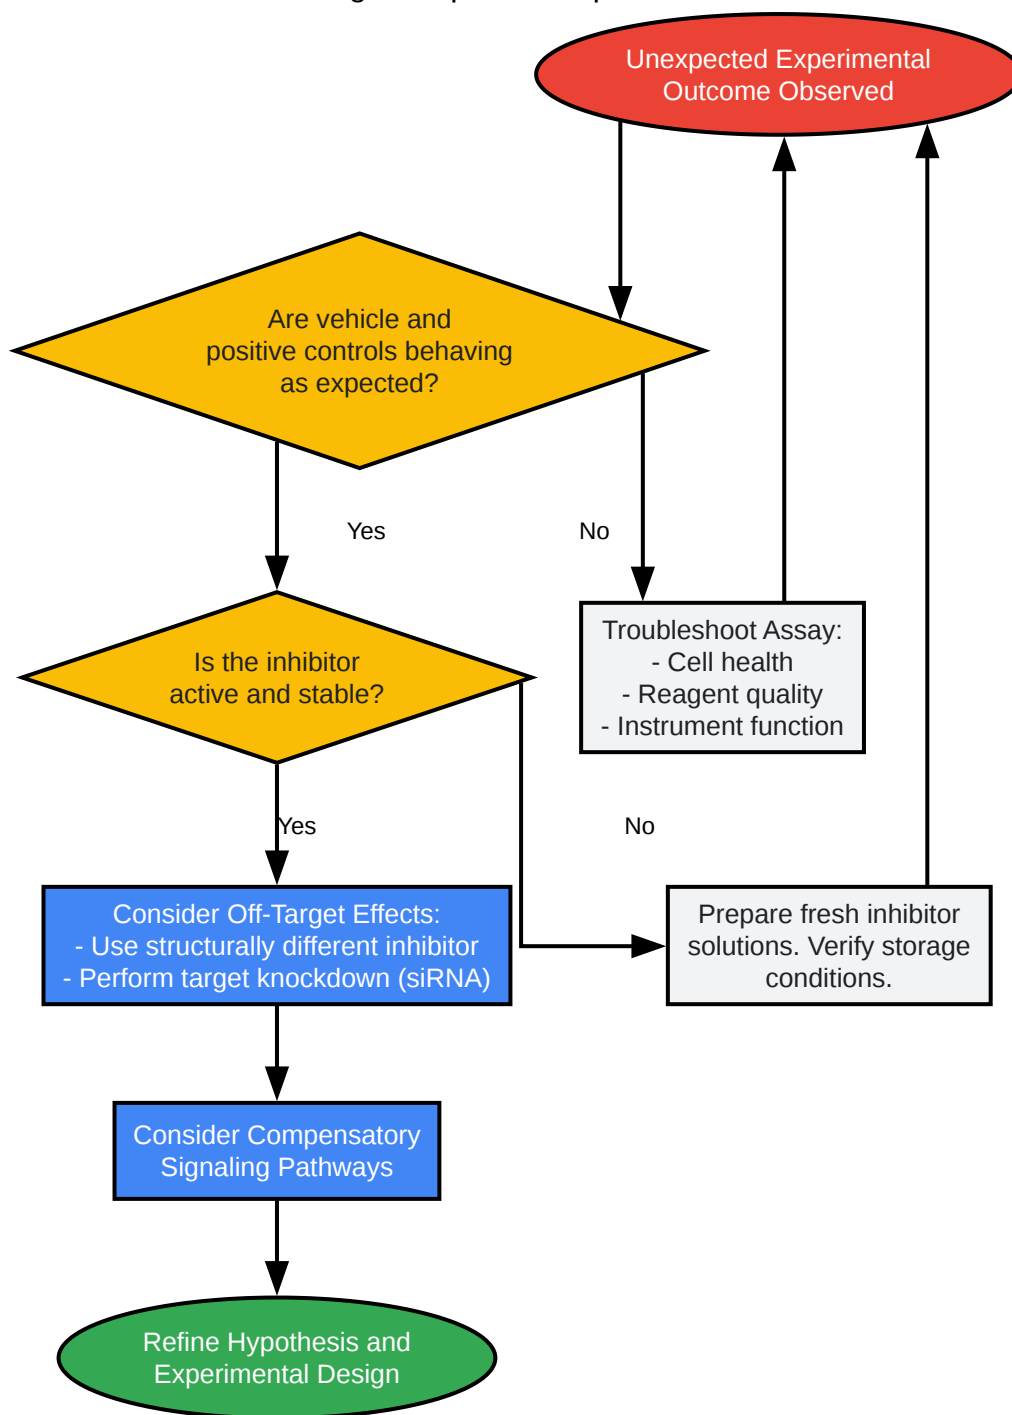 Unexpected Experimental
Outcome Observed
Are vehicle and
positive controls behaving
as expected?
Yes
No
Is the inhibitor
active and stable?
Troubleshoot Assay:
- Cell health
- Reagent quality
- Instrument function
Yes
No
Consider Off-Target Effects:
- Use structurally different inhibitor
- Perform target knockdown (siRNA)
Prepare fresh inhibitor
solutions. Verify storage
conditions.
Consider Compensatory
Signaling Pathways
Refine Hypothesis and
Experimental Design